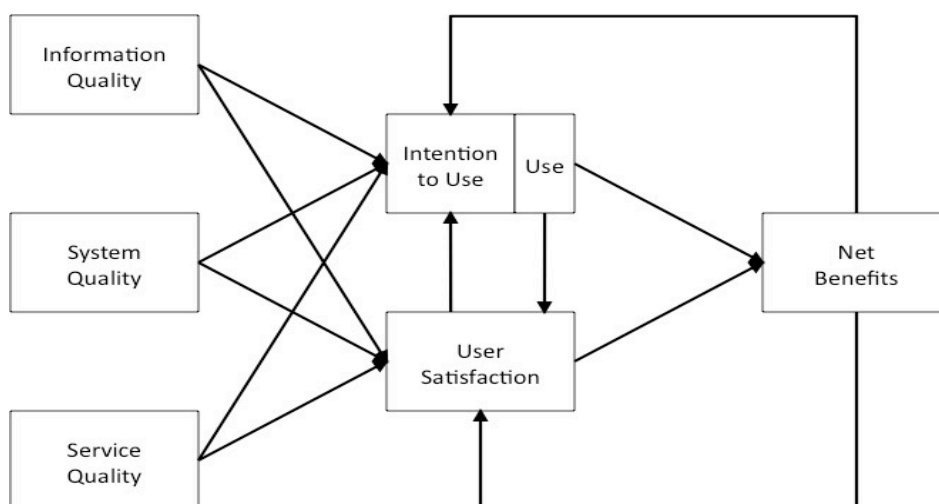 Information
Quality
Intention
to Use
Use
System
Quality
Net
Benefits
User
Satisfaction
Service
Quality